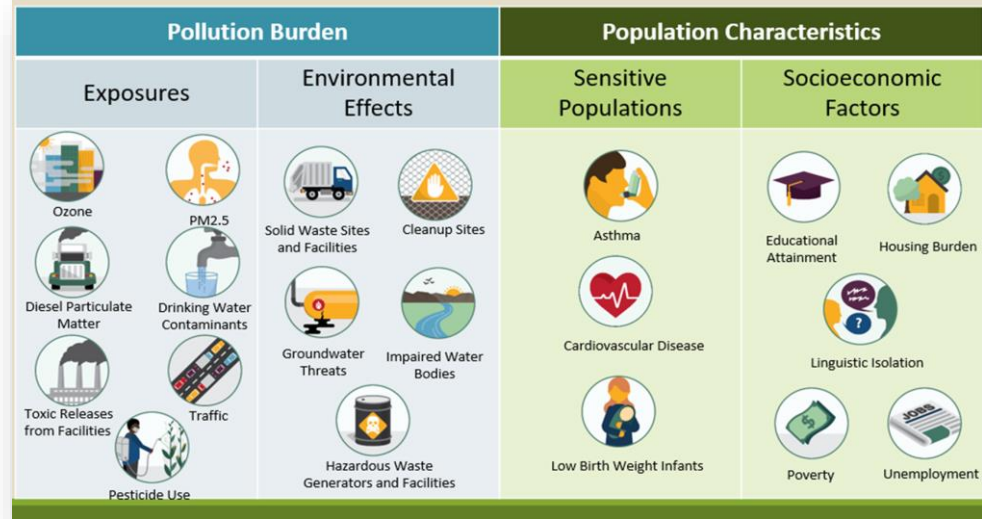 Pollution Burden
Population Characteristics
Exposures
Environmental
Effects
Sensitive
Populations
Socioeconomic
Factors
Ozone
PM2.5
Diesel Particulate
Matter
Drinking Water
Contaminants
Toxic Releases
from Facilities
Traffic
Pesticide Use
Solid Waste Sites
and Facilities
Cleanup Sites
Groundwater
Threats
Impaired Water
Bodies
Hazardous Waste
Generators and Facilities
Asthma
Cardiovascular Disease
Low Birth Weight Infants
Educational
Attainment
$
Housing Burden
?
Linguistic Isolation
$
Poverty
JOBS
Unemployment